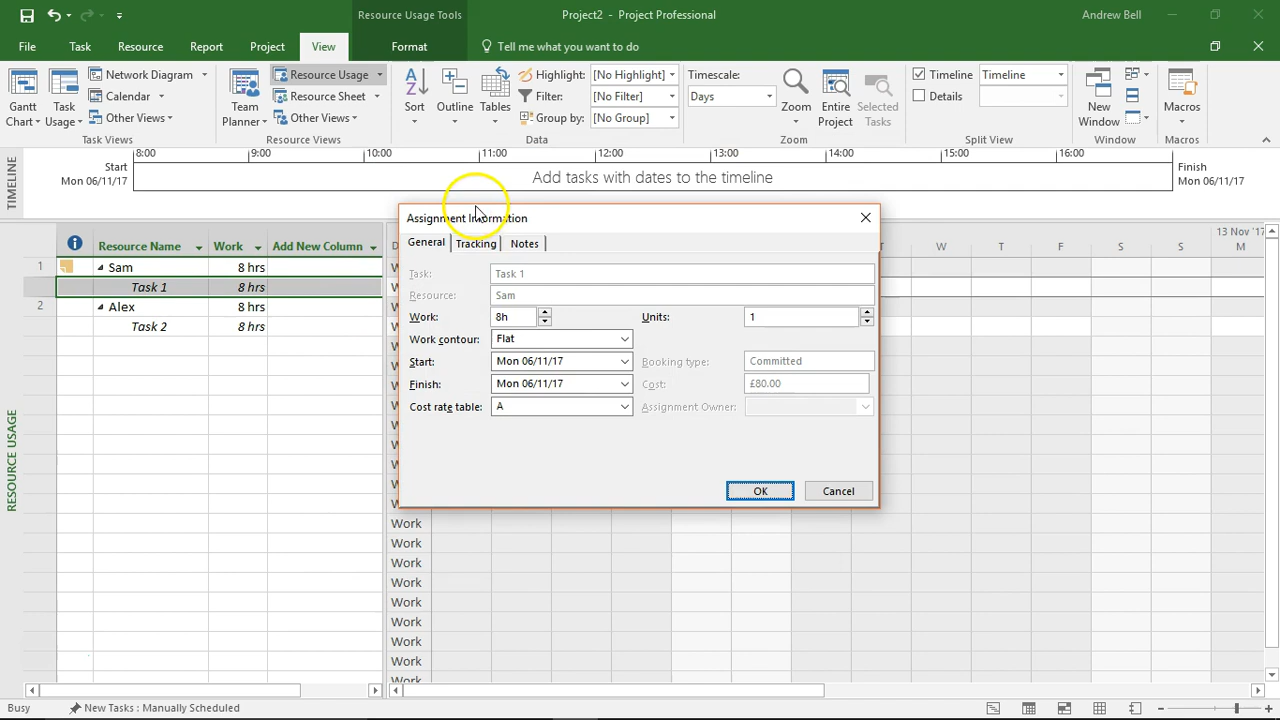 Resource Usage Tools
Project2 - Project Professional
Andrew Bell
File Task Resource Report Project View Format Tell me what you want to do
Network Diagram
Calendar
Other Views
Gantt Chart
Task Usage
Task Views
Team Planner
Resource Usage
Resource Sheet
Other Views
Resource Views
Sort
Outline
Tables
Highlight: [No Highlight]
Filter: [No Filter]
Group by: [No Group]
Data
Timescale:
Days
Zoom
Entire Project
Selected Tasks
Zoom
Timeline Timeline
Details
Split View
New Window
Window
Macros
Macros
TIMELINE
8:00 9:00 10:00 11:00 12:00 13:00 14:00 15:00 16:00
Start
Mon 06/11/17
Add tasks with dates to the timeline
Finish
Mon 06/11/17
RESOURCE USAGE
Resource Name Work Add New Column
1 Sam 8 hrs
Task 1 8 hrs
2 Alex 8 hrs
Task 2 8 hrs
13 Nov '17
T W T F S S M
Assignment Information
General Tracking Notes
Task: Task 1
Resource: Sam
Work: 8h Units: 1
Work contour: Flat
Start: Mon 06/11/17 Booking type: Committed
Finish: Mon 06/11/17 Cost: £80.00
Cost rate table: A Assignment Owner:
OK Cancel
Work
Work
Work
Work
Work
Work
Work
Work
Work
Busy New Tasks : Manually Scheduled